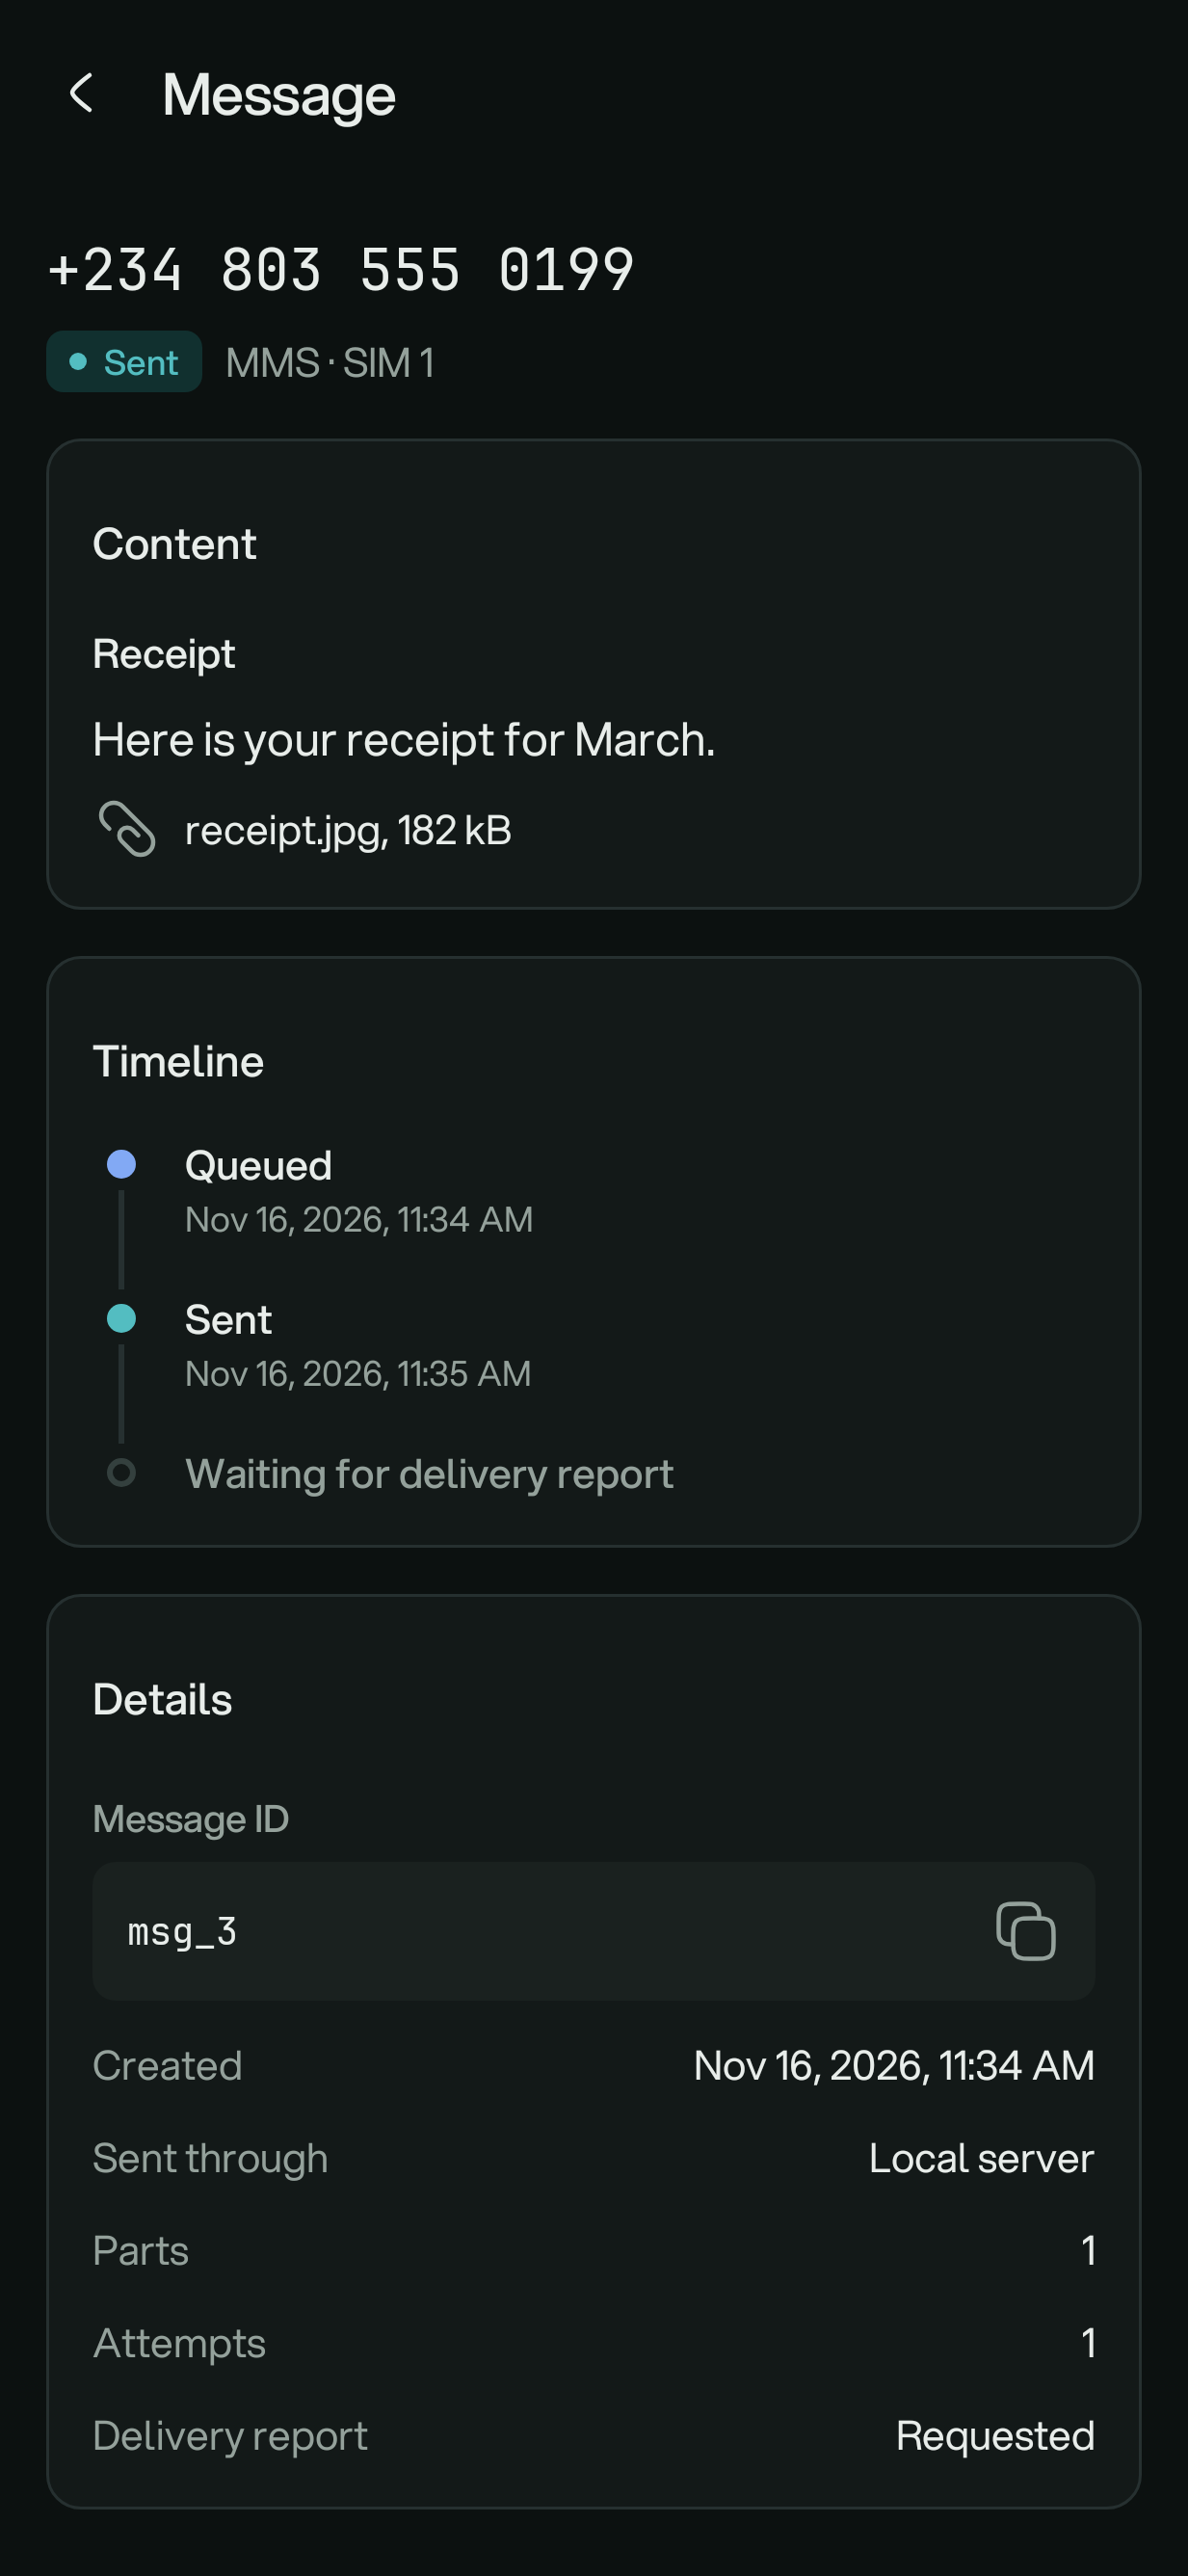 Message
+234 803 555 0199
Sent MMS · SIM 1
Content
Receipt
Here is your receipt for March.
receipt.jpg, 182 kB
Timeline
Queued
Nov 16, 2026, 11:34 AM
Sent
Nov 16, 2026, 11:35 AM
Waiting for delivery report
Details
Message ID
msg_3
Created Nov 16, 2026, 11:34 AM
Sent through Local server
Parts 1
Attempts 1
Delivery report Requested